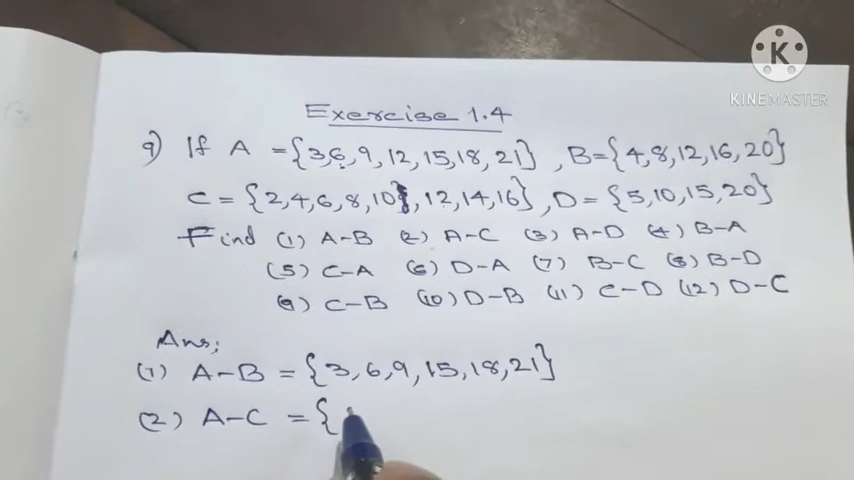 K
KINEMASTER
Exercise 1.4
9) If A = {3,6,9,12,15,18,21}, B={4,8,12,16,20}
C = {2,4,6,8,10,12,14,16}, D = {5,10,15,20}
Find (1) A-B (2) A-C (3) A-D (4) B-A
(5) C-A (6) D-A (7) B-C (8) B-D
(9) C-B (10) D-B (11) C-D (12) D-C
Ans;
(1) A-B = {3,6,9,15,18,21}
(2) A-C = {